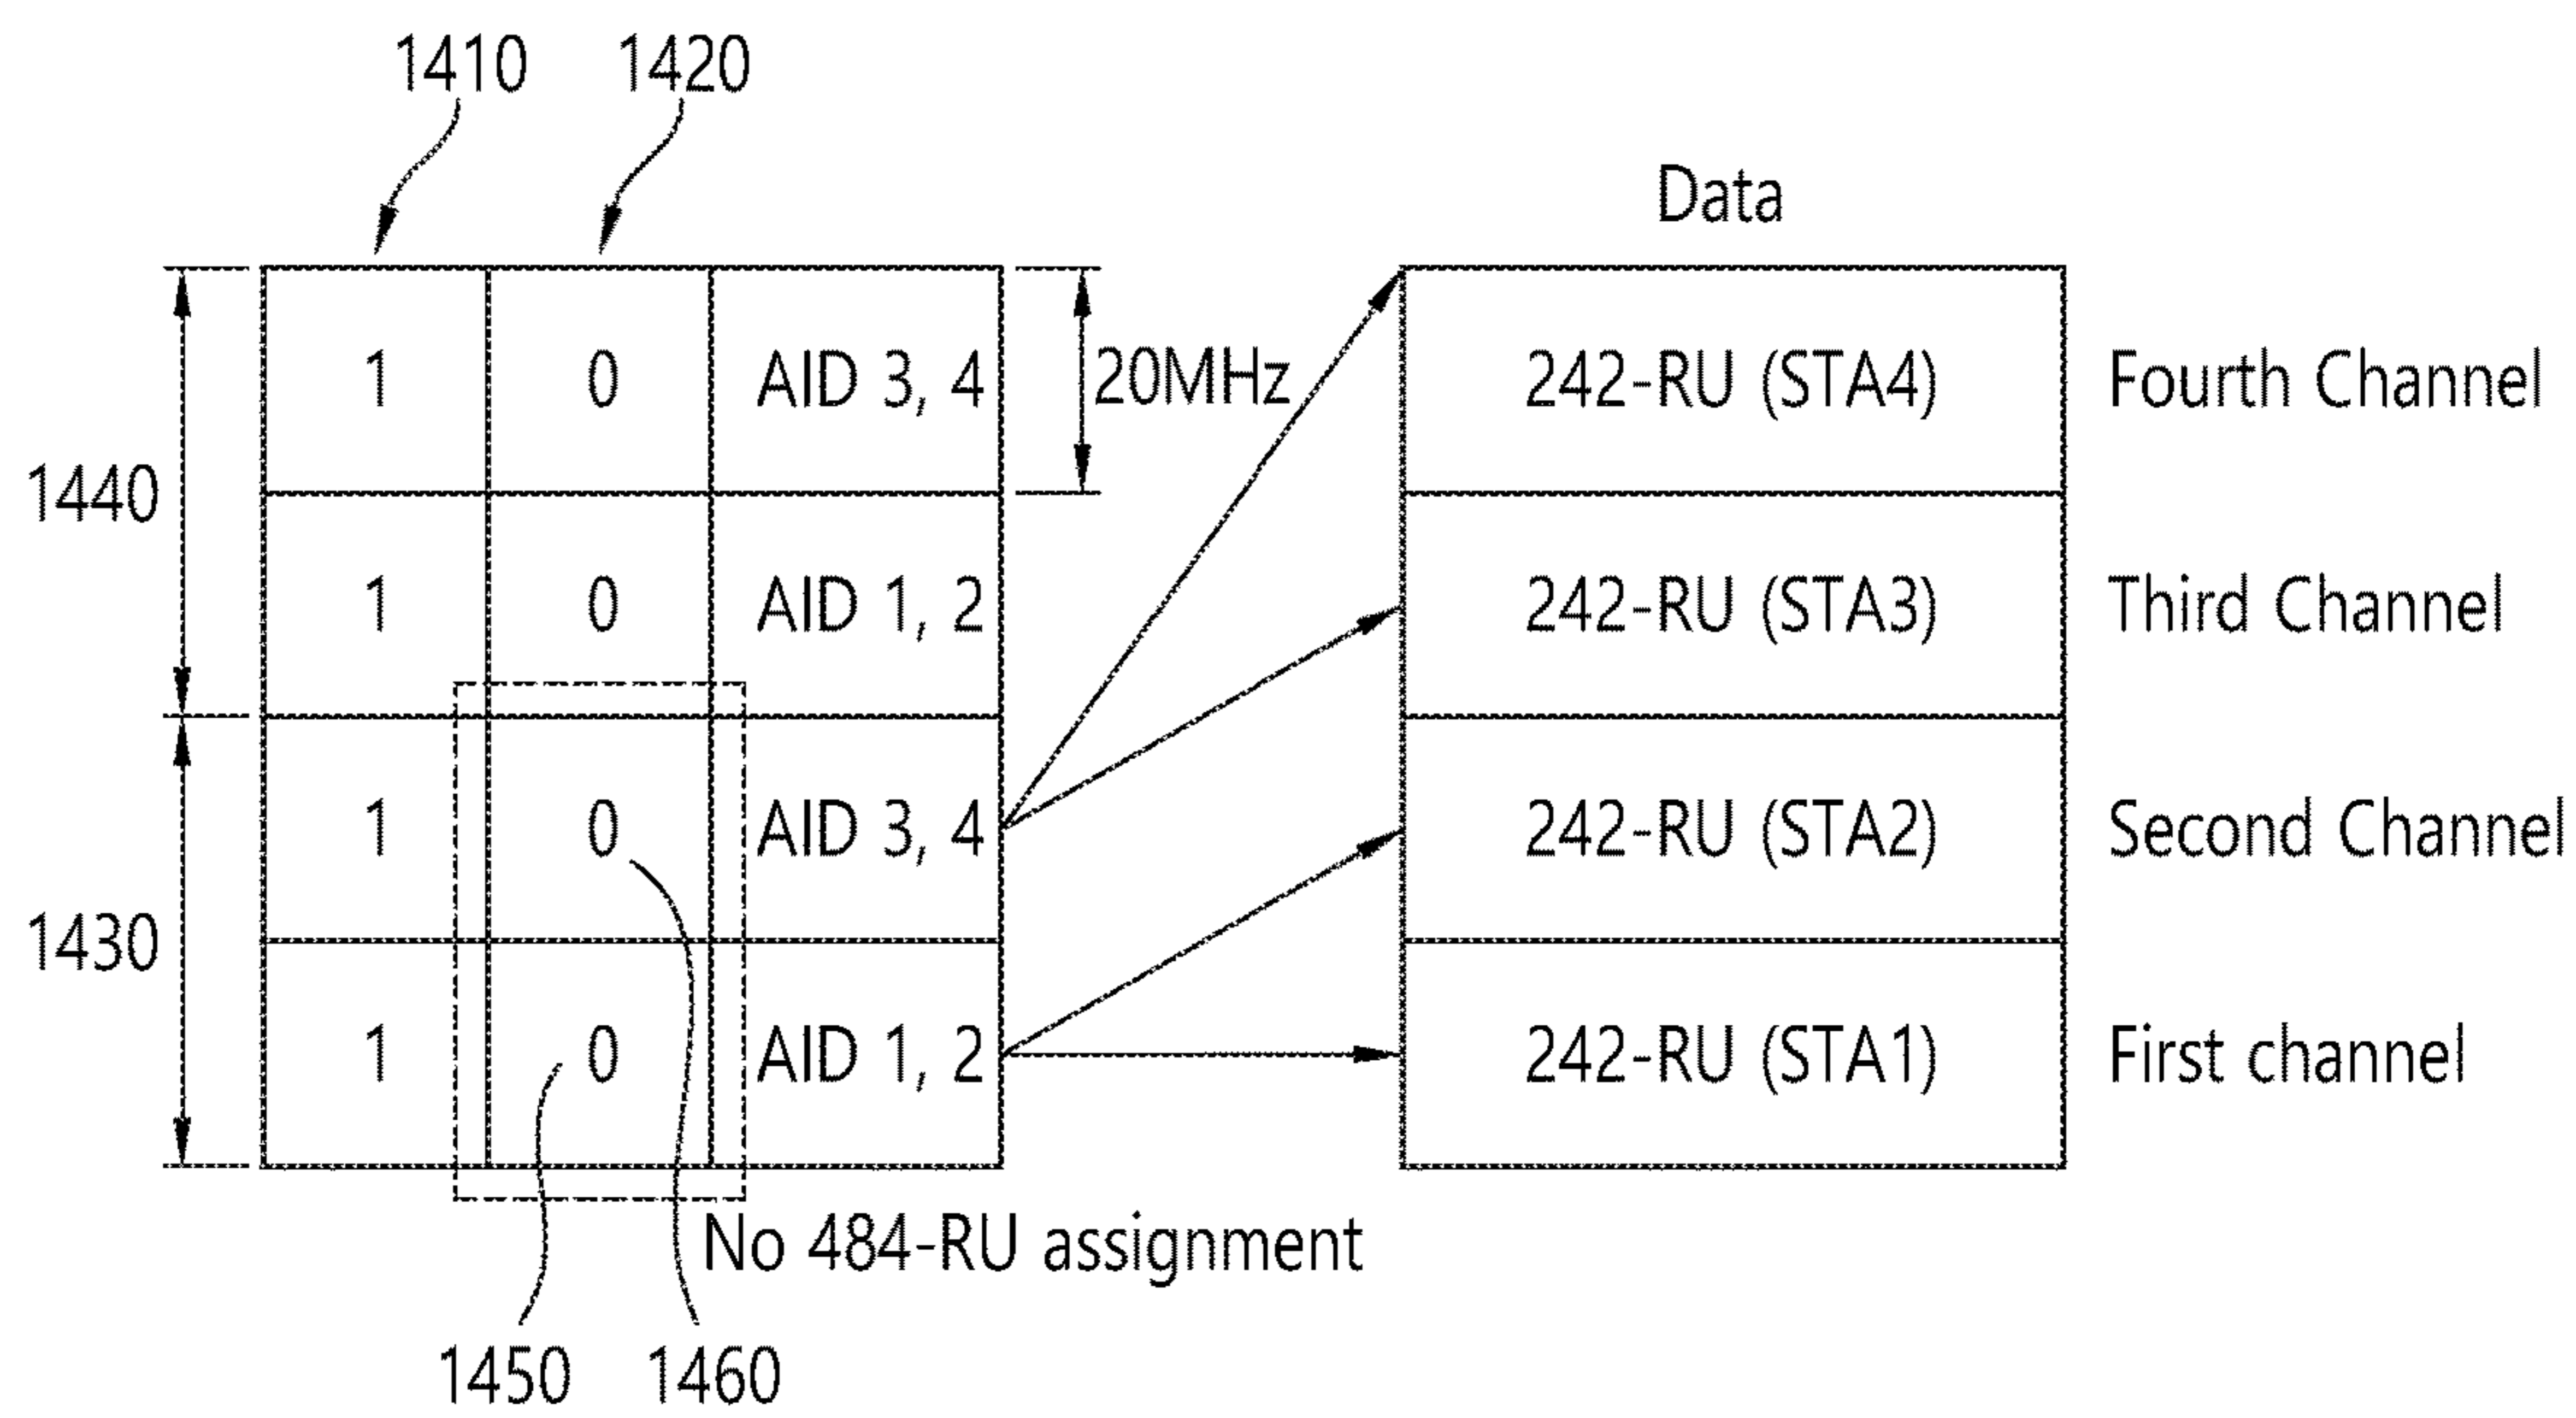 1410 1420
Data
1 0 AID 3, 4 20MHz 242-RU (STA4) Fourth Channel
1440
1 0 AID 1, 2 242-RU (STA3) Third Channel
1 0 AID 3, 4 242-RU (STA2) Second Channel
1430
1 0 AID 1, 2 242-RU (STA1) First channel
No 484-RU assignment
1450 1460